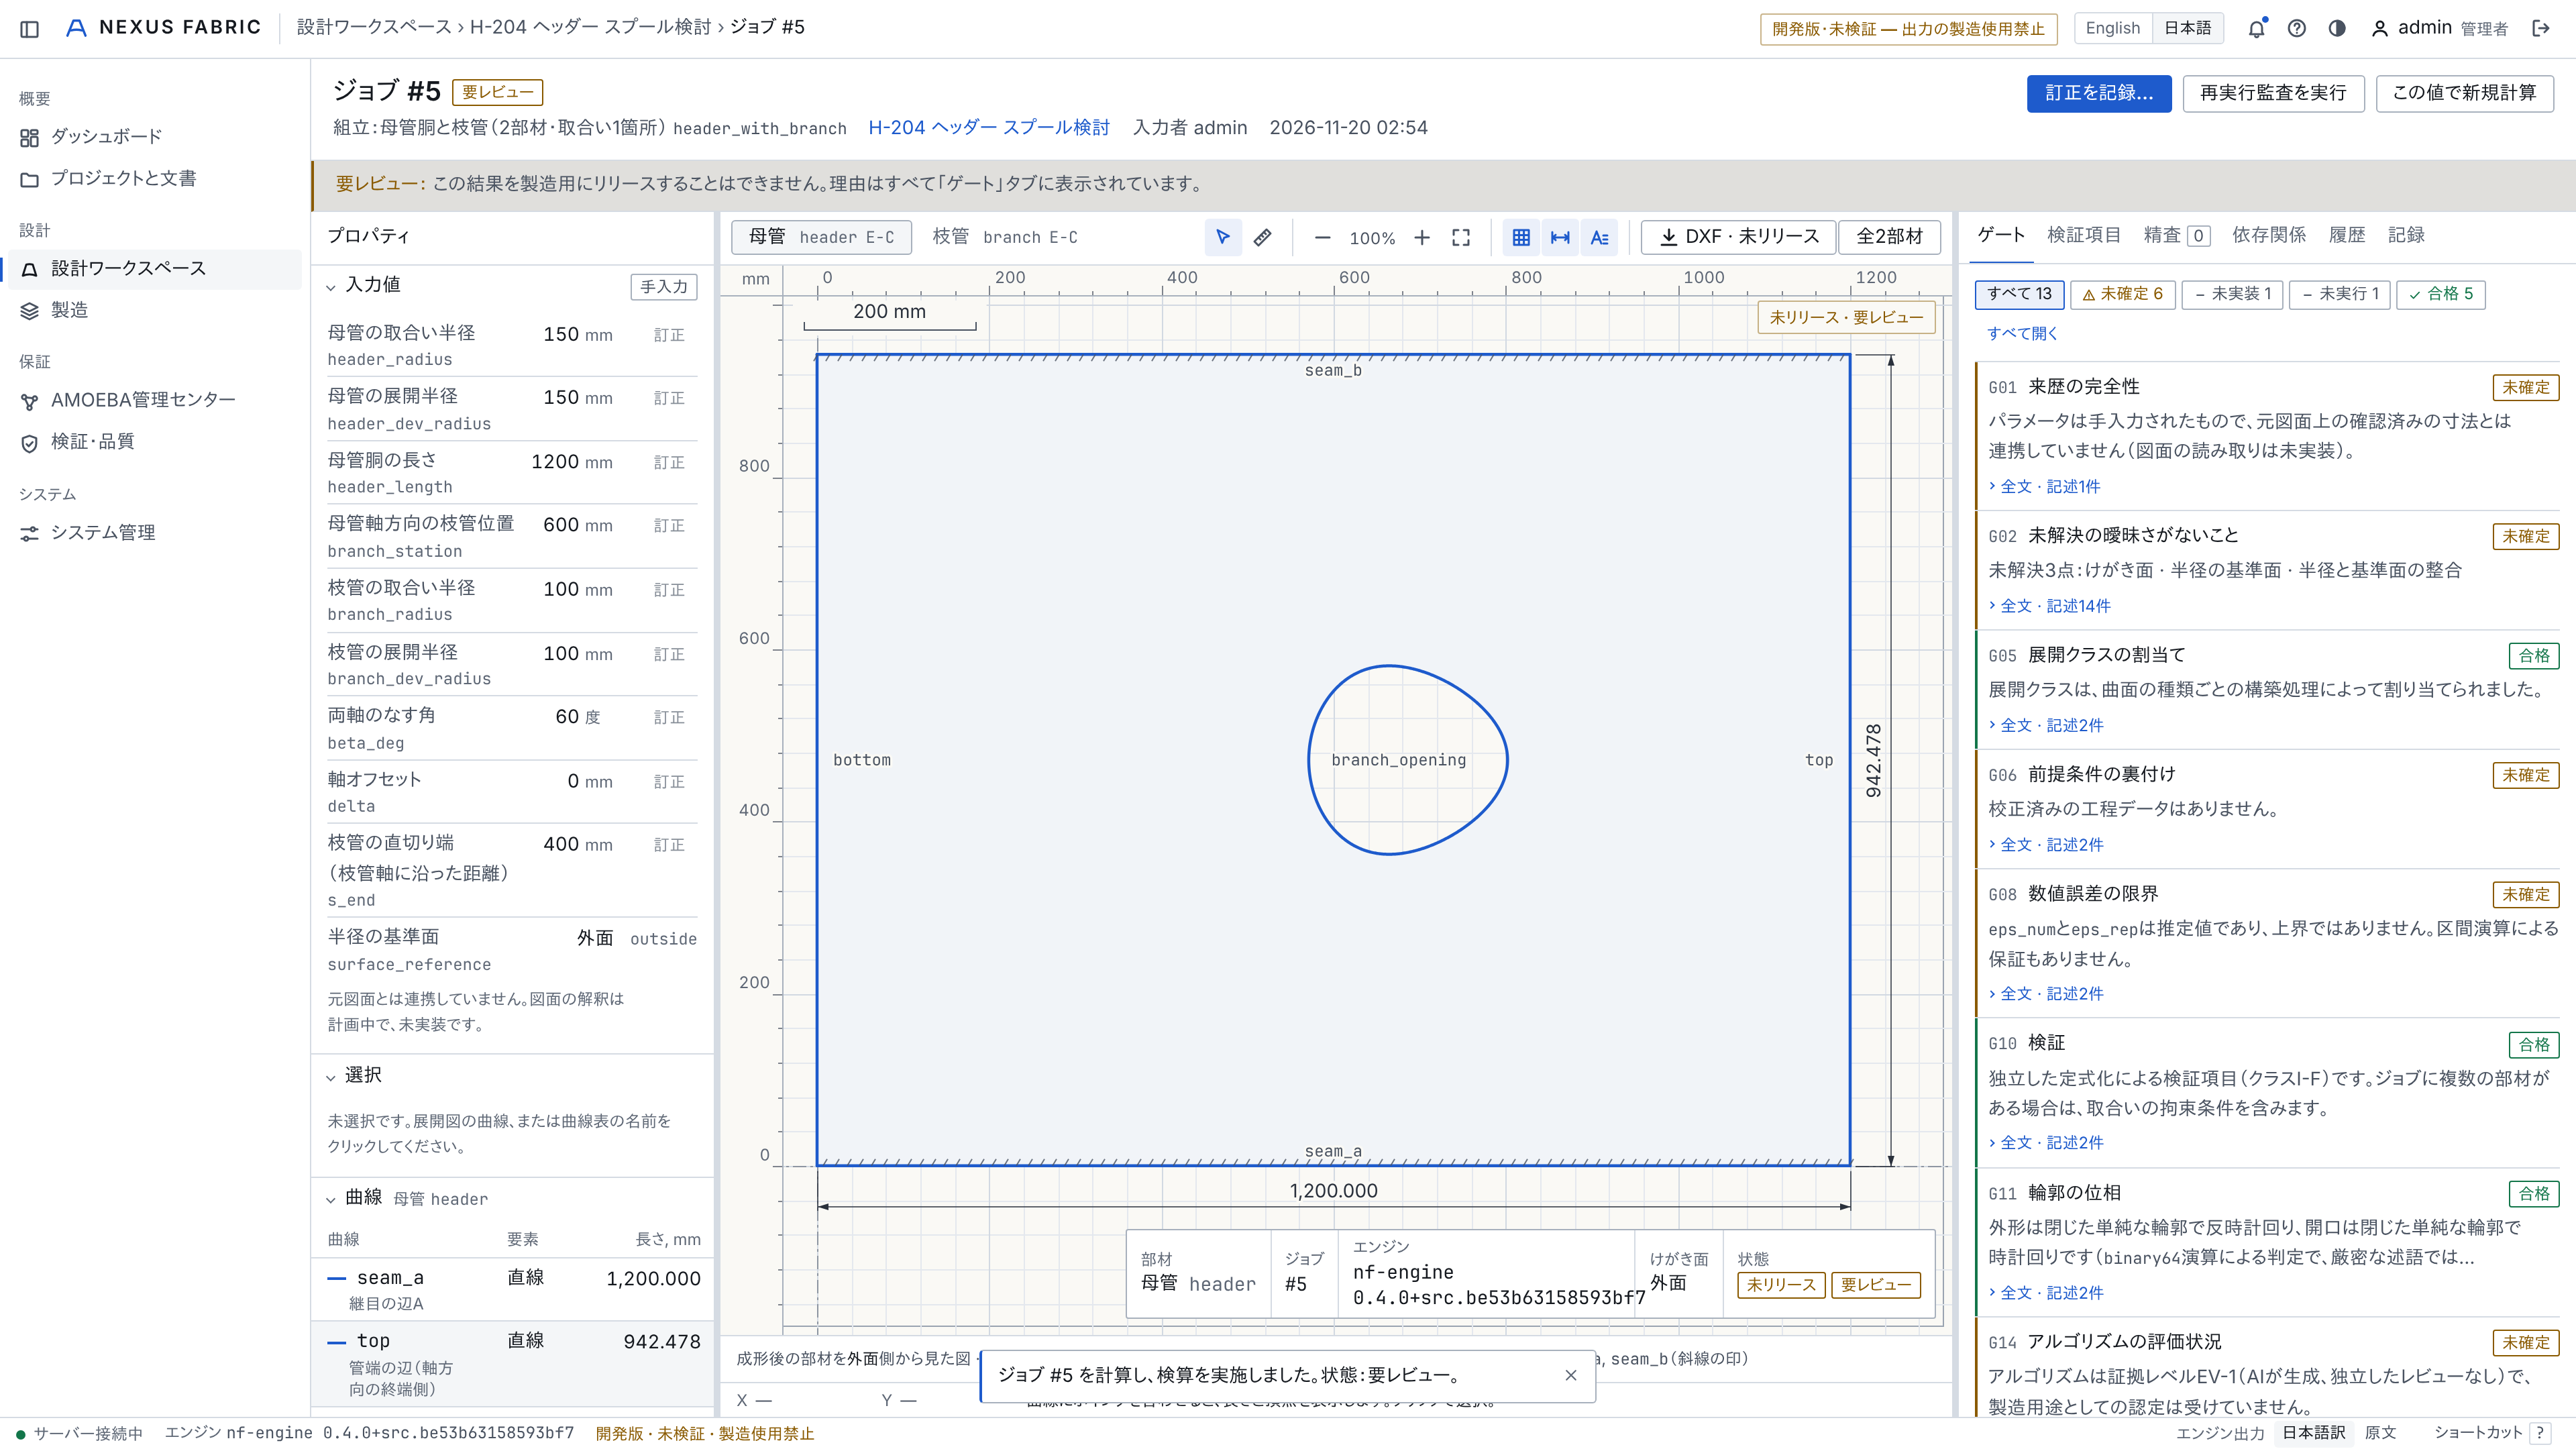 NEXUS FABRIC
設計ワークスペース › H-204 ヘッダー スプール検討 › ジョブ #5
開発版･未検証 — 出力の製造使用禁止
English 日本語
admin 管理者
概要
ダッシュボード
プロジェクトと文書
設計
設計ワークスペース
製造
保証
AMOEBA管理センター
検証･品質
システム
システム管理
ジョブ #5 要レビュー
訂正を記録... 再実行監査を実行 この値で新規計算
組立：母管胴と枝管（2部材･取合い1箇所） header_with_branch H-204 ヘッダー スプール検討 入力者 admin 2026-11-20 02:54
要レビュー： この結果を製造用にリリースすることはできません。理由はすべて「ゲート」タブに表示されています。
プロパティ
入力値 手入力
母管の取合い半径 150 mm 訂正
header_radius
母管の展開半径 150 mm 訂正
header_dev_radius
母管胴の長さ 1200 mm 訂正
header_length
母管軸方向の枝管位置 600 mm 訂正
branch_station
枝管の取合い半径 100 mm 訂正
branch_radius
枝管の展開半径 100 mm 訂正
branch_dev_radius
両軸のなす角 60 度 訂正
beta_deg
軸オフセット 0 mm 訂正
delta
枝管の直切り端 400 mm 訂正
（枝管軸に沿った距離）
s_end
半径の基準面 外面 outside
surface_reference
元図面とは連携していません。図面の解釈は
計画中で、未実装です。
選択
未選択です。展開図の曲線、または曲線表の名前を
クリックしてください。
曲線 母管 header
曲線 要素 長さ, mm
seam_a 直線 1,200.000
継目の辺A
top 直線 942.478
管端の辺（軸方
向の終端側）
母管 header E-C 枝管 branch E-C
100%
DXF · 未リリース 全2部材
mm 0 200 400 600 800 1000 1200
200 mm
未リリース · 要レビュー
seam_b
800
600
400
200
0
bottom
branch_opening
top
942.478
seam_a
1,200.000
部材
母管 header
ジョブ
#5
エンジン
nf-engine
0.4.0+src.be53b63158593bf7
けがき面
外面
状態
未リリース 要レビュー
成形後の部材を外面側から見た図 · , seam_b（斜線の印）
ジョブ #5 を計算し、検算を実施しました。状態：要レビュー。
X — Y —
ゲート 検証項目 精査 0 依存関係 履歴 記録
すべて 13 未確定 6 – 未実装 1 – 未実行 1 合格 5
すべて開く
G01 来歴の完全性 未確定
パラメータは手入力されたもので、元図面上の確認済みの寸法とは
連携していません（図面の読み取りは未実装）。
全文 · 記述1件
G02 未解決の曖昧さがないこと 未確定
未解決3点：けがき面 · 半径の基準面 · 半径と基準面の整合
全文 · 記述14件
G05 展開クラスの割当て 合格
展開クラスは、曲面の種類ごとの構築処理によって割り当てられました。
全文 · 記述2件
G06 前提条件の裏付け 未確定
校正済みの工程データはありません。
全文 · 記述2件
G08 数値誤差の限界 未確定
eps_numとeps_repは推定値であり、上界ではありません。区間演算による
保証もありません。
全文 · 記述2件
G10 検証 合格
独立した定式化による検証項目（クラスI-F）です。ジョブに複数の部材が
ある場合は、取合いの拘束条件を含みます。
全文 · 記述2件
G11 輪郭の位相 合格
外形は閉じた単純な輪郭で反時計回り、開口は閉じた単純な輪郭で
時計回りです（binary64演算による判定で、厳密な述語では...
全文 · 記述2件
G14 アルゴリズムの評価状況 未確定
アルゴリズムは証拠レベルEV-1（AIが生成、独立したレビューなし）で、
製造用途としての認定は受けていません。
サーバー接続中 エンジン nf-engine 0.4.0+src.be53b63158593bf7 開発版 · 未検証 · 製造使用禁止
エンジン出力 日本語訳 原文 ショートカット ?